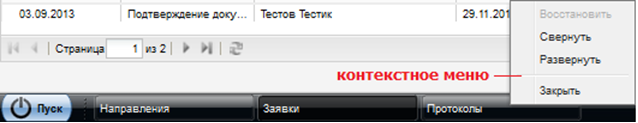 03.09.2013 Подтверждение доку... Тестов Тестик 29.11.201
Восстановить
Свернуть
Страница 1 из 2
Развернуть
контекстное меню
Закрыть
Пуск Направления Заявки Протоколы